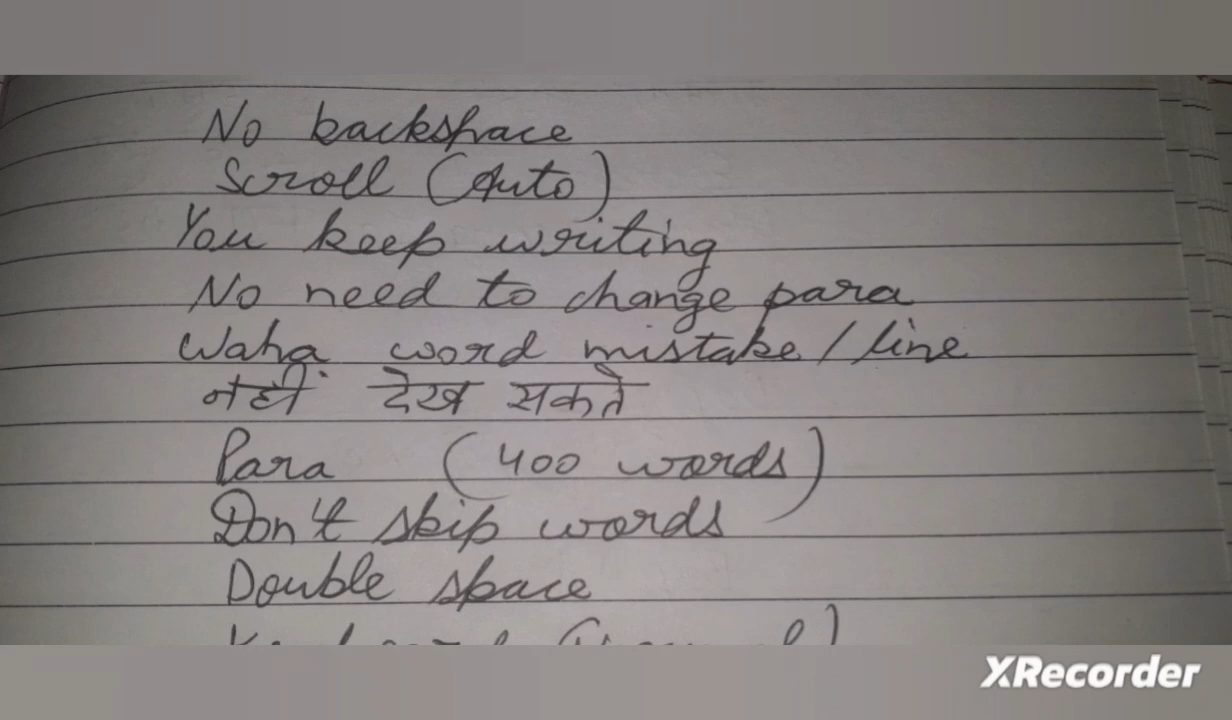 No backspace
Scroll (Auto)
You keep writing
No need to change para
Waha word mistake/line
नहीं देख सकते
Para (400 words)
Don't skip words
Double space
XRecorder